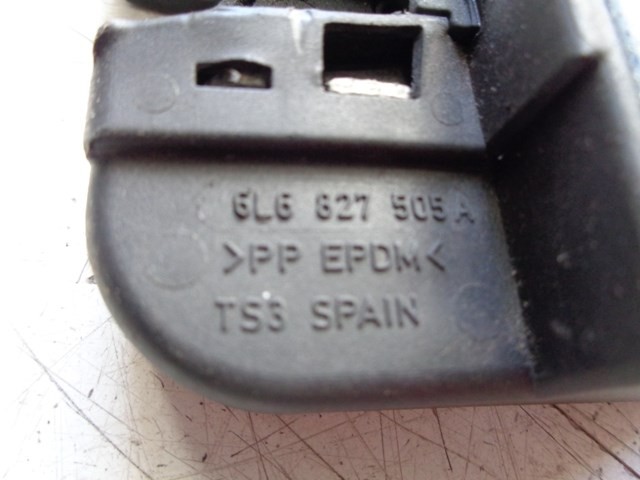 6L6 827 505 A
>PP EPDM<
TS3 SPAIN